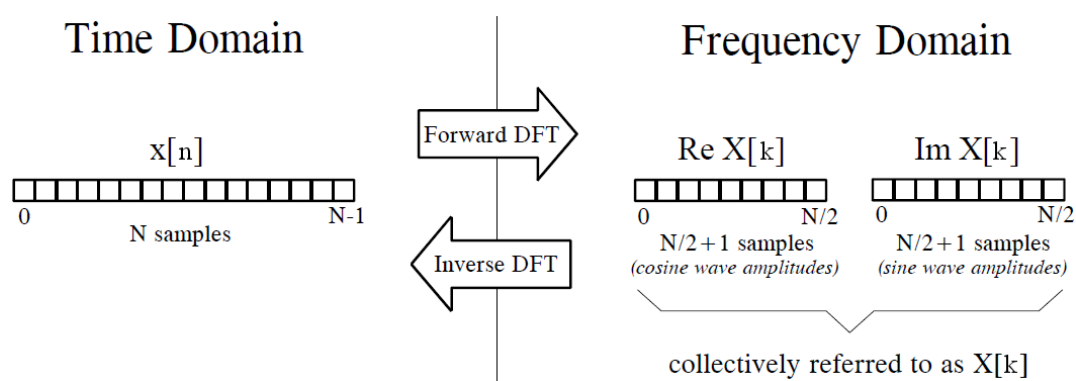 Time Domain
Frequency Domain
Forward DFT
x[n]
Re X[k]
Im X[k]
0
N-1
0
N/2
0
N/2
N samples
N/2+1 samples
N/2+1 samples
Inverse DFT
(cosine wave amplitudes)
(sine wave amplitudes)
collectively referred to as X[k]